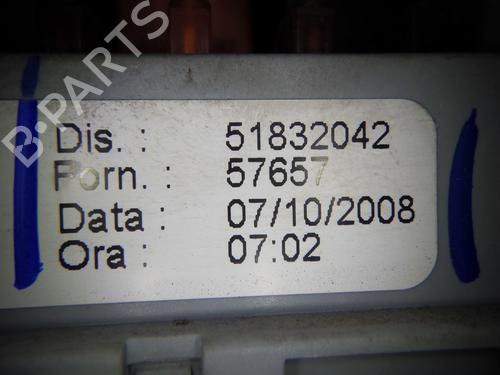 B-PARTS
Dis. : 51832042
Forn. : 57657
Data : 07/10/2008
Ora : 07:02